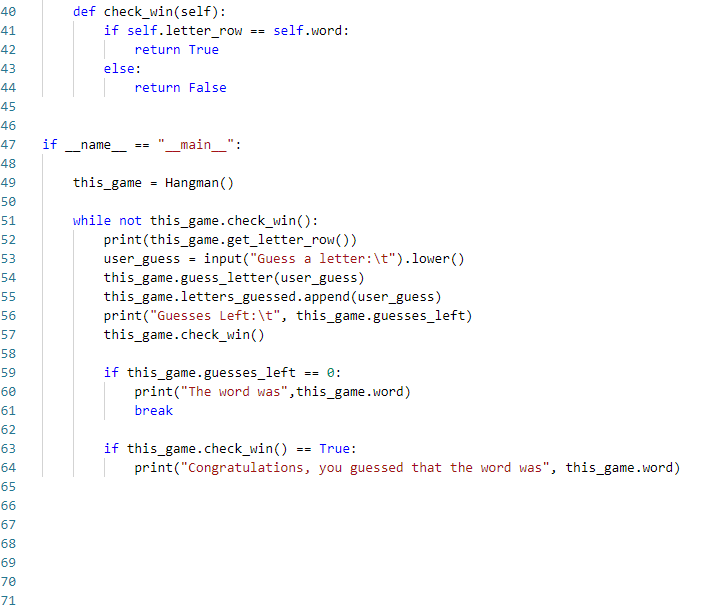 40 def check_win(self):
41 if self.letter_row == self.word:
42 return True
43 else:
44 return False
45
46
47 if __name__ == "__main__":
48
49 this_game = Hangman()
50
51 while not this_game.check_win():
52 print(this_game.get_letter_row())
53 user_guess = input("Guess a letter:\t").lower()
54 this_game.guess_letter(user_guess)
55 this_game.letters_guessed.append(user_guess)
56 print("Guesses Left:\t", this_game.guesses_left)
57 this_game.check_win()
58
59 if this_game.guesses_left == 0:
60 print("The word was",this_game.word)
61 break
62
63 if this_game.check_win() == True:
64 print("Congratulations, you guessed that the word was", this_game.word)
65
66
67
68
69
70
71